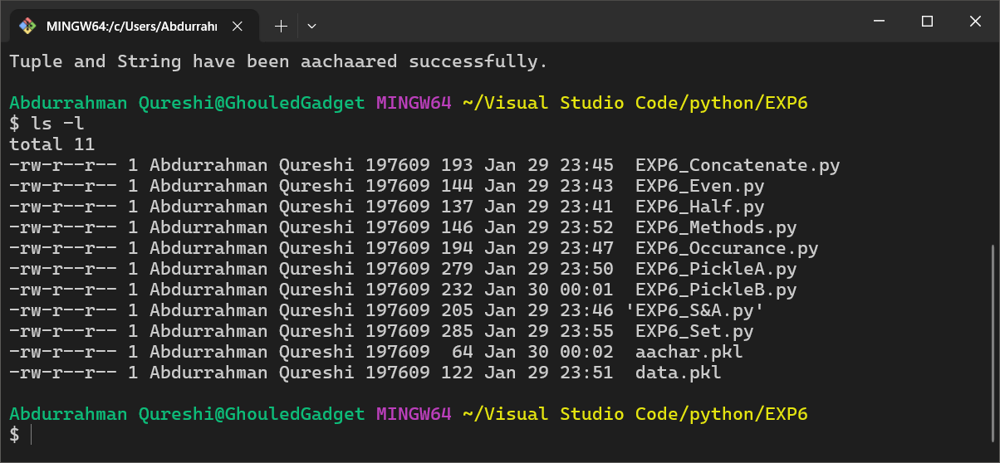 MINGW64:/c/Users/Abdurrah
Tuple and String have been aachaared successfully.
Abdurrahman Qureshi@GhouledGadget MINGW64 ~/Visual Studio Code/python/EXP6
$ ls -l
total 11
-rw-r--r-- 1 Abdurrahman Qureshi 197609 193 Jan 29 23:45  EXP6_Concatenate.py
-rw-r--r-- 1 Abdurrahman Qureshi 197609 144 Jan 29 23:43  EXP6_Even.py
-rw-r--r-- 1 Abdurrahman Qureshi 197609 137 Jan 29 23:41  EXP6_Half.py
-rw-r--r-- 1 Abdurrahman Qureshi 197609 146 Jan 29 23:52  EXP6_Methods.py
-rw-r--r-- 1 Abdurrahman Qureshi 197609 194 Jan 29 23:47  EXP6_Occurance.py
-rw-r--r-- 1 Abdurrahman Qureshi 197609 279 Jan 29 23:50  EXP6_PickleA.py
-rw-r--r-- 1 Abdurrahman Qureshi 197609 232 Jan 30 00:01  EXP6_PickleB.py
-rw-r--r-- 1 Abdurrahman Qureshi 197609 205 Jan 29 23:46 'EXP6_S&A.py'
-rw-r--r-- 1 Abdurrahman Qureshi 197609 285 Jan 29 23:55  EXP6_Set.py
-rw-r--r-- 1 Abdurrahman Qureshi 197609  64 Jan 30 00:02  aachar.pkl
-rw-r--r-- 1 Abdurrahman Qureshi 197609 122 Jan 29 23:51  data.pkl
Abdurrahman Qureshi@GhouledGadget MINGW64 ~/Visual Studio Code/python/EXP6
$